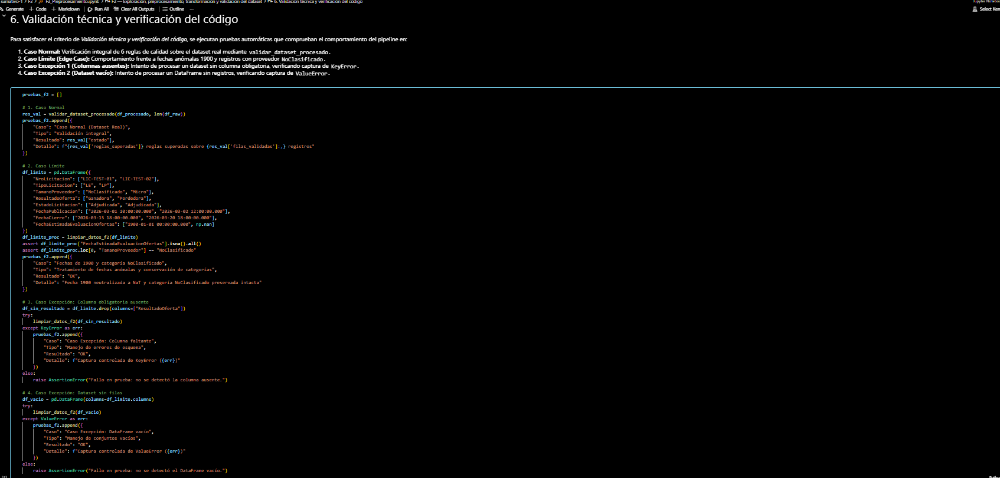 sumativo-1 > F2 > F2_Preprocesamiento.ipynb > M+ F2 — Exploración, preprocesamiento, transformación y validación del dataset > M+ 6. Validación técnica y verificación del código
Jupyter Notebo
Generate + Code + Markdown | Run All Clear All Outputs | Outline ...
Select Ker
6. Validación técnica y verificación del código
Para satisfacer el criterio de Validación técnica y verificación del código, se ejecutan pruebas automáticas que comprueban el comportamiento del pipeline en:
1. Caso Normal: Verificación integral de 6 reglas de calidad sobre el dataset real mediante validar_dataset_procesado.
2. Caso Límite (Edge Case): Comportamiento frente a fechas anómalas 1900 y registros con proveedor NoClasificado.
3. Caso Excepción 1 (Columnas ausentes): Intento de procesar un dataset sin columna obligatoria, verificando captura de KeyError.
4. Caso Excepción 2 (Dataset vacío): Intento de procesar un DataFrame sin registros, verificando captura de ValueError.
pruebas_f2 = []
# 1. Caso Normal
res_val = validar_dataset_procesado(df_procesado, len(df_raw))
pruebas_f2.append({
"Caso": "Caso Normal (Dataset Real)",
"Tipo": "Validación integral",
"Resultado": res_val["estado"],
"Detalle": f"{res_val['reglas_superadas']} reglas superadas sobre {res_val['filas_validadas']:,} registros"
})
# 2. Caso Límite
df_limite = pd.DataFrame({
"NroLicitacion": ["LIC-TEST-01", "LIC-TEST-02"],
"TipoLicitacion": ["LE", "LP"],
"TamanoProveedor": ["NoClasificado", "Micro"],
"ResultadoOferta": ["Ganadora", "Perdedora"],
"EstadoLicitacion": ["Adjudicada", "Adjudicada"],
"FechaPublicacion": ["2026-03-01 10:00:00.000", "2026-03-02 12:00:00.000"],
"FechaCierre": ["2026-03-15 18:00:00.000", "2026-03-20 18:00:00.000"],
"FechaEstimadaEvaluacionOfertas": ["1900-01-01 00:00:00.000", np.nan]
})
df_limite_proc = limpiar_datos_f2(df_limite)
assert df_limite_proc["FechaEstimadaEvaluacionOfertas"].isna().all()
assert df_limite_proc.loc[0, "TamanoProveedor"] == "NoClasificado"
pruebas_f2.append({
"Caso": "Fechas de 1900 y categoría NoClasificado",
"Tipo": "Tratamiento de fechas anómalas y conservación de categorías",
"Resultado": "OK",
"Detalle": "Fecha 1900 neutralizada a NaT y categoría NoClasificado preservada intacta"
})
# 3. Caso Excepción: Columna obligatoria ausente
df_sin_resultado = df_limite.drop(columns=["ResultadoOferta"])
try:
limpiar_datos_f2(df_sin_resultado)
except KeyError as err:
pruebas_f2.append({
"Caso": "Caso Excepción: Columna faltante",
"Tipo": "Manejo de errores de esquema",
"Resultado": "OK",
"Detalle": f"Captura controlada de KeyError ({err})"
})
else:
raise AssertionError("Fallo en prueba: no se detectó la columna ausente.")
# 4. Caso Excepción: Dataset sin filas
df_vacio = pd.DataFrame(columns=df_limite.columns)
try:
limpiar_datos_f2(df_vacio)
except ValueError as err:
pruebas_f2.append({
"Caso": "Caso Excepción: DataFrame vacío",
"Tipo": "Manejo de conjuntos vacíos",
"Resultado": "OK",
"Detalle": f"Captura controlada de ValueError ({err})"
})
else:
raise AssertionError("Fallo en prueba: no se detectó el DataFrame vacío.")